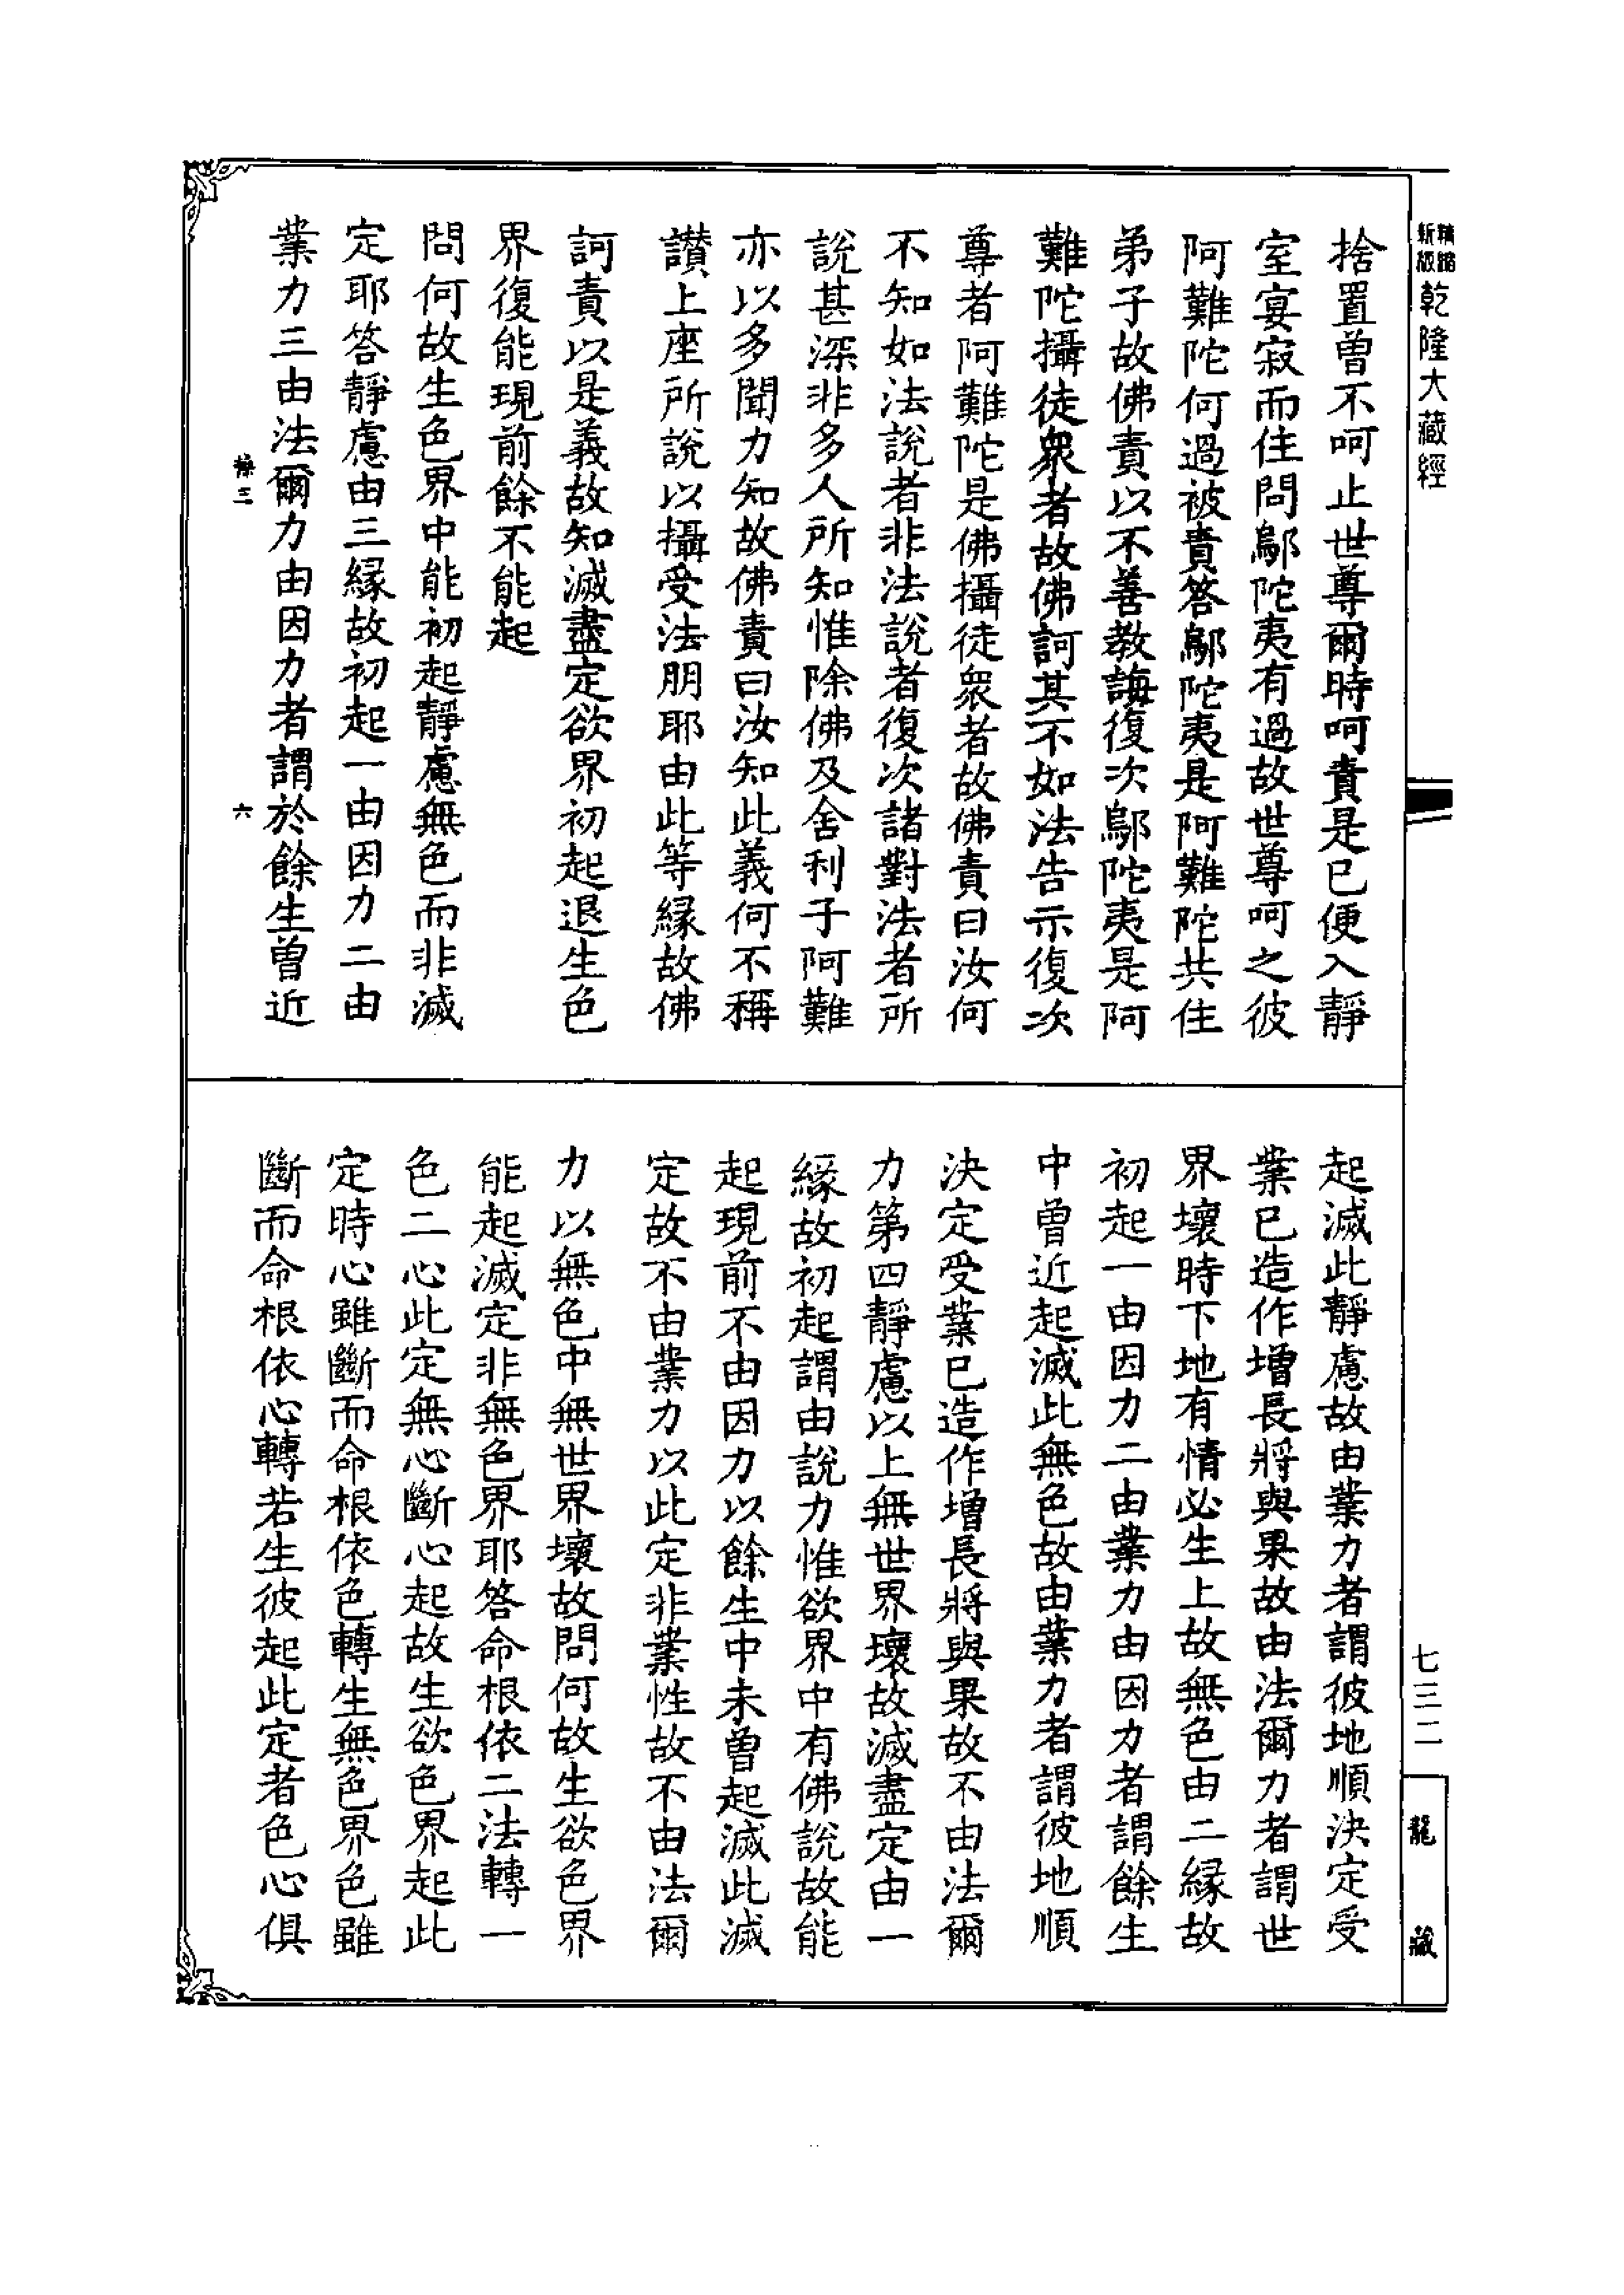 精縮
新版
乾隆大藏經
捨置曾不呵止世尊爾時呵責是已便入靜
室宴寂而住問鄔陀夷有過故世尊呵之彼
阿難陀何過被責答鄔陀夷是阿難陀共住
弟子故佛責以不善教誨復次鄔陀夷是阿
難陀攝徒衆者故佛訶其不如法告示復次
尊者阿難陀是佛攝徒衆者故佛責曰汝何
不知如法說者非法說者復次諸對法者所
說甚深非多人所知惟除佛及舍利子阿難
亦以多聞力知故佛責曰汝知此義何不稱
讃上座所說以攝受法朋耶由此等緣故佛
訶責以是義故知滅盡定欲界初起退生色
界復能現前餘不能起
問何故生色界中能初起靜慮無色而非滅
定耶答靜慮由三緣故初起一由因力二由
業力三由法爾力由因力者謂於餘生曾近
㩲三
六
起滅此靜慮故由業力者謂彼地順決定受
業已造作增長將與果故由法爾力者謂世
界壞時下地有情必生上故無色由二緣故
初起一由因力二由業力由因力者謂餘生
中曾近起滅此無色故由業力者謂彼地順
決定受業已造作增長將與果故不由法爾
力第四靜慮以上無世界壞故滅盡定由一
緣故初起謂由說力惟欲界中有佛說故能
起現前不由因力以餘生中未曾起滅此滅
定故不由業力以此定非業性故不由法爾
力以無色中無世界壞故問何故生欲色界
能起滅定非無色界耶答命根依二法轉一
色二心此定無心斷心起故生欲色界起此
定時心雖斷而命根依色轉生無色界色雖
斷而命根依心轉若生彼起此定者色心俱
七三二
龍藏